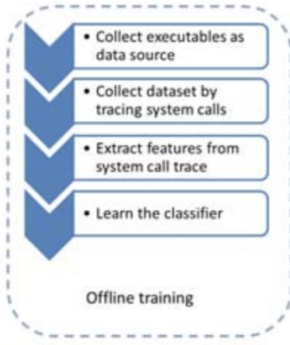 • Collect executables as
data source
• Collect dataset by
tracing system calls
• Extract features from
system call trace
• Learn the classifier
Offline training